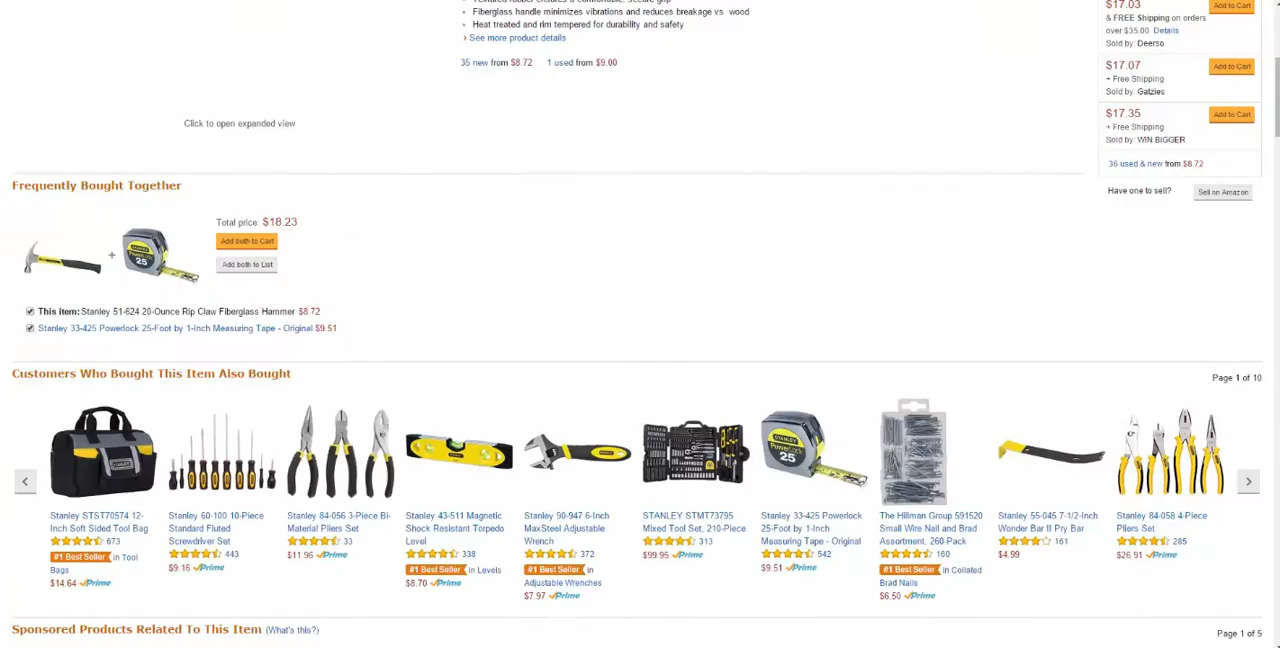 Fiberglass handle minimizes vibrations and reduces breakage vs wood
Heat treated and rim tempered for durability and safety
› See more product details
35 new from $8.72 1 used from $9.00
Click to open expanded view
$17.03 Add to Cart
& FREE Shipping on orders
over $35.00 Details
Sold by: Deerso
$17.07 Add to Cart
+ Free Shipping
Sold by: Gatzies
$17.35 Add to Cart
+ Free Shipping
Sold by: WIN BIGGER
36 used & new from $8.72
Have one to sell? Sell on Amazon
Frequently Bought Together
Total price: $18.23
Add both to Cart
Add both to List
+
STANLEY
PowerLock
25
This item: Stanley 51-624 20-Ounce Rip Claw Fiberglass Hammer $8.72
Stanley 33-425 Powerlock 25-Foot by 1-Inch Measuring Tape - Original $9.51
Customers Who Bought This Item Also Bought
Page 1 of 10
Stanley STST70574 12-
Inch Soft Sided Tool Bag
673
#1 Best Seller in Tool
Bags
$14.64 Prime
Stanley 60-100 10-Piece
Standard Fluted
Screwdriver Set
443
$9.16 Prime
Stanley 84-056 3-Piece Bi-
Material Pliers Set
33
$11.96 Prime
Stanley 43-511 Magnetic
Shock Resistant Torpedo
Level
338
#1 Best Seller in Levels
$8.70 Prime
Stanley 90-947 6-Inch
MaxSteel Adjustable
Wrench
372
#1 Best Seller in
Adjustable Wrenches
$7.97 Prime
STANLEY STMT73795
Mixed Tool Set, 210-Piece
313
$99.95 Prime
STANLEY
PowerLock
25
Stanley 33-425 Powerlock
25-Foot by 1-Inch
Measuring Tape - Original
542
$9.51 Prime
The Hillman Group 591520
Small Wire Nail and Brad
Assortment, 260-Pack
160
#1 Best Seller in Collated
Brad Nails
$6.50 Prime
Stanley 55-045 7-1/2-Inch
Wonder Bar II Pry Bar
161
$4.99
Stanley 84-058 4-Piece
Pliers Set
285
$26.91 Prime
Sponsored Products Related To This Item (What's this?)
Page 1 of 5